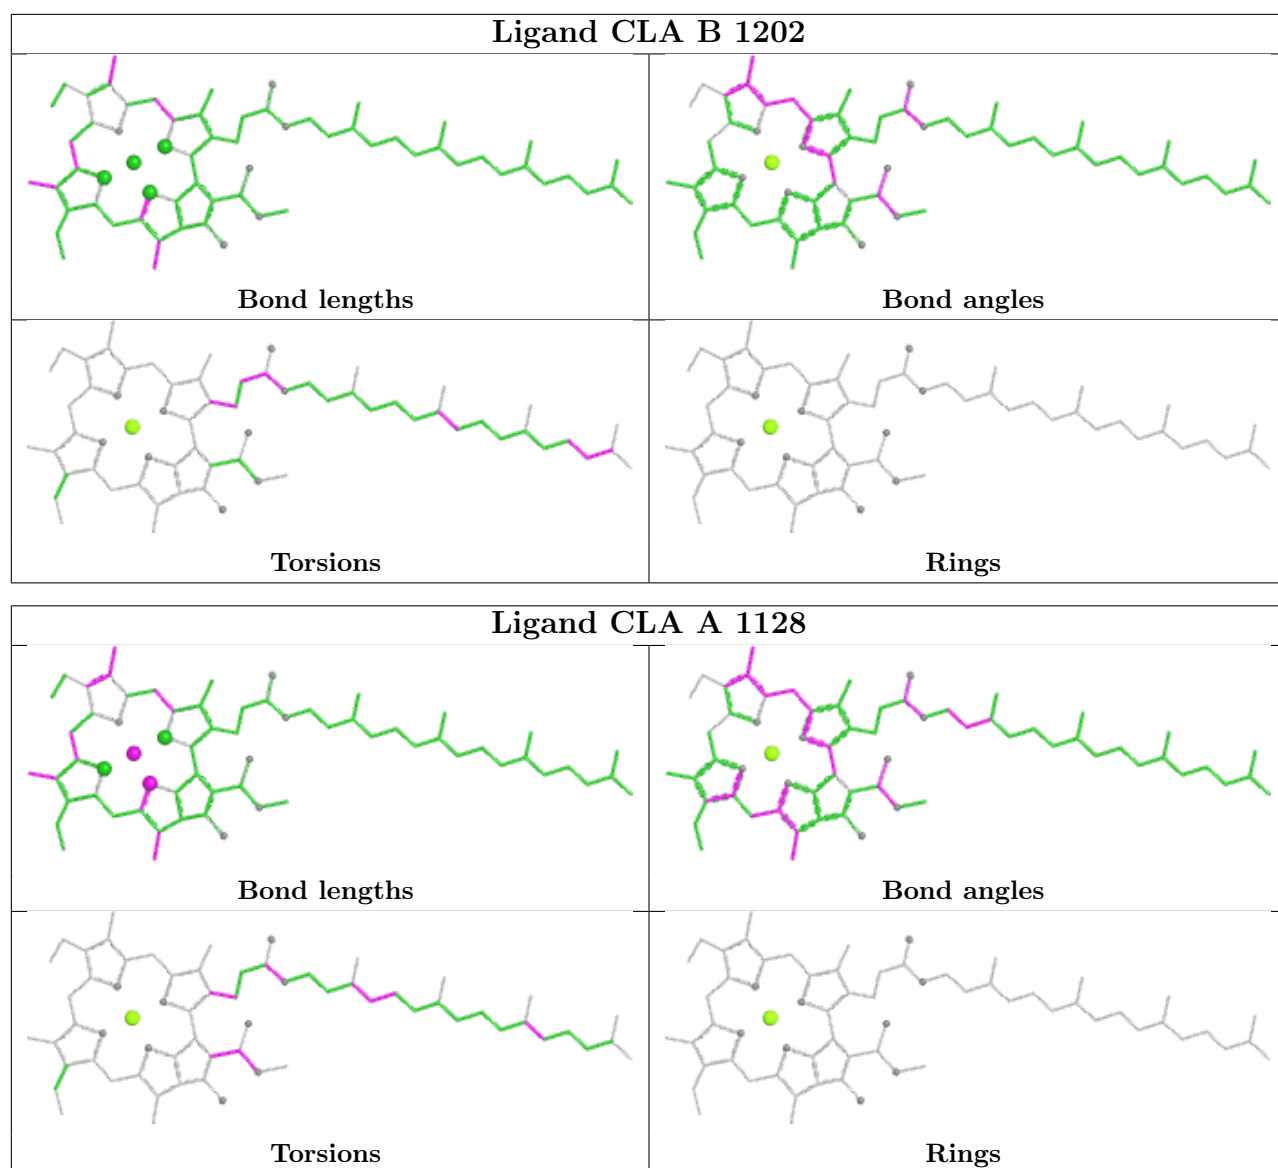 Ligand CLA B 1202
Bond lengths
Bond angles
Torsions
Rings
Ligand CLA A 1128
Bond lengths
Bond angles
Torsions
Rings